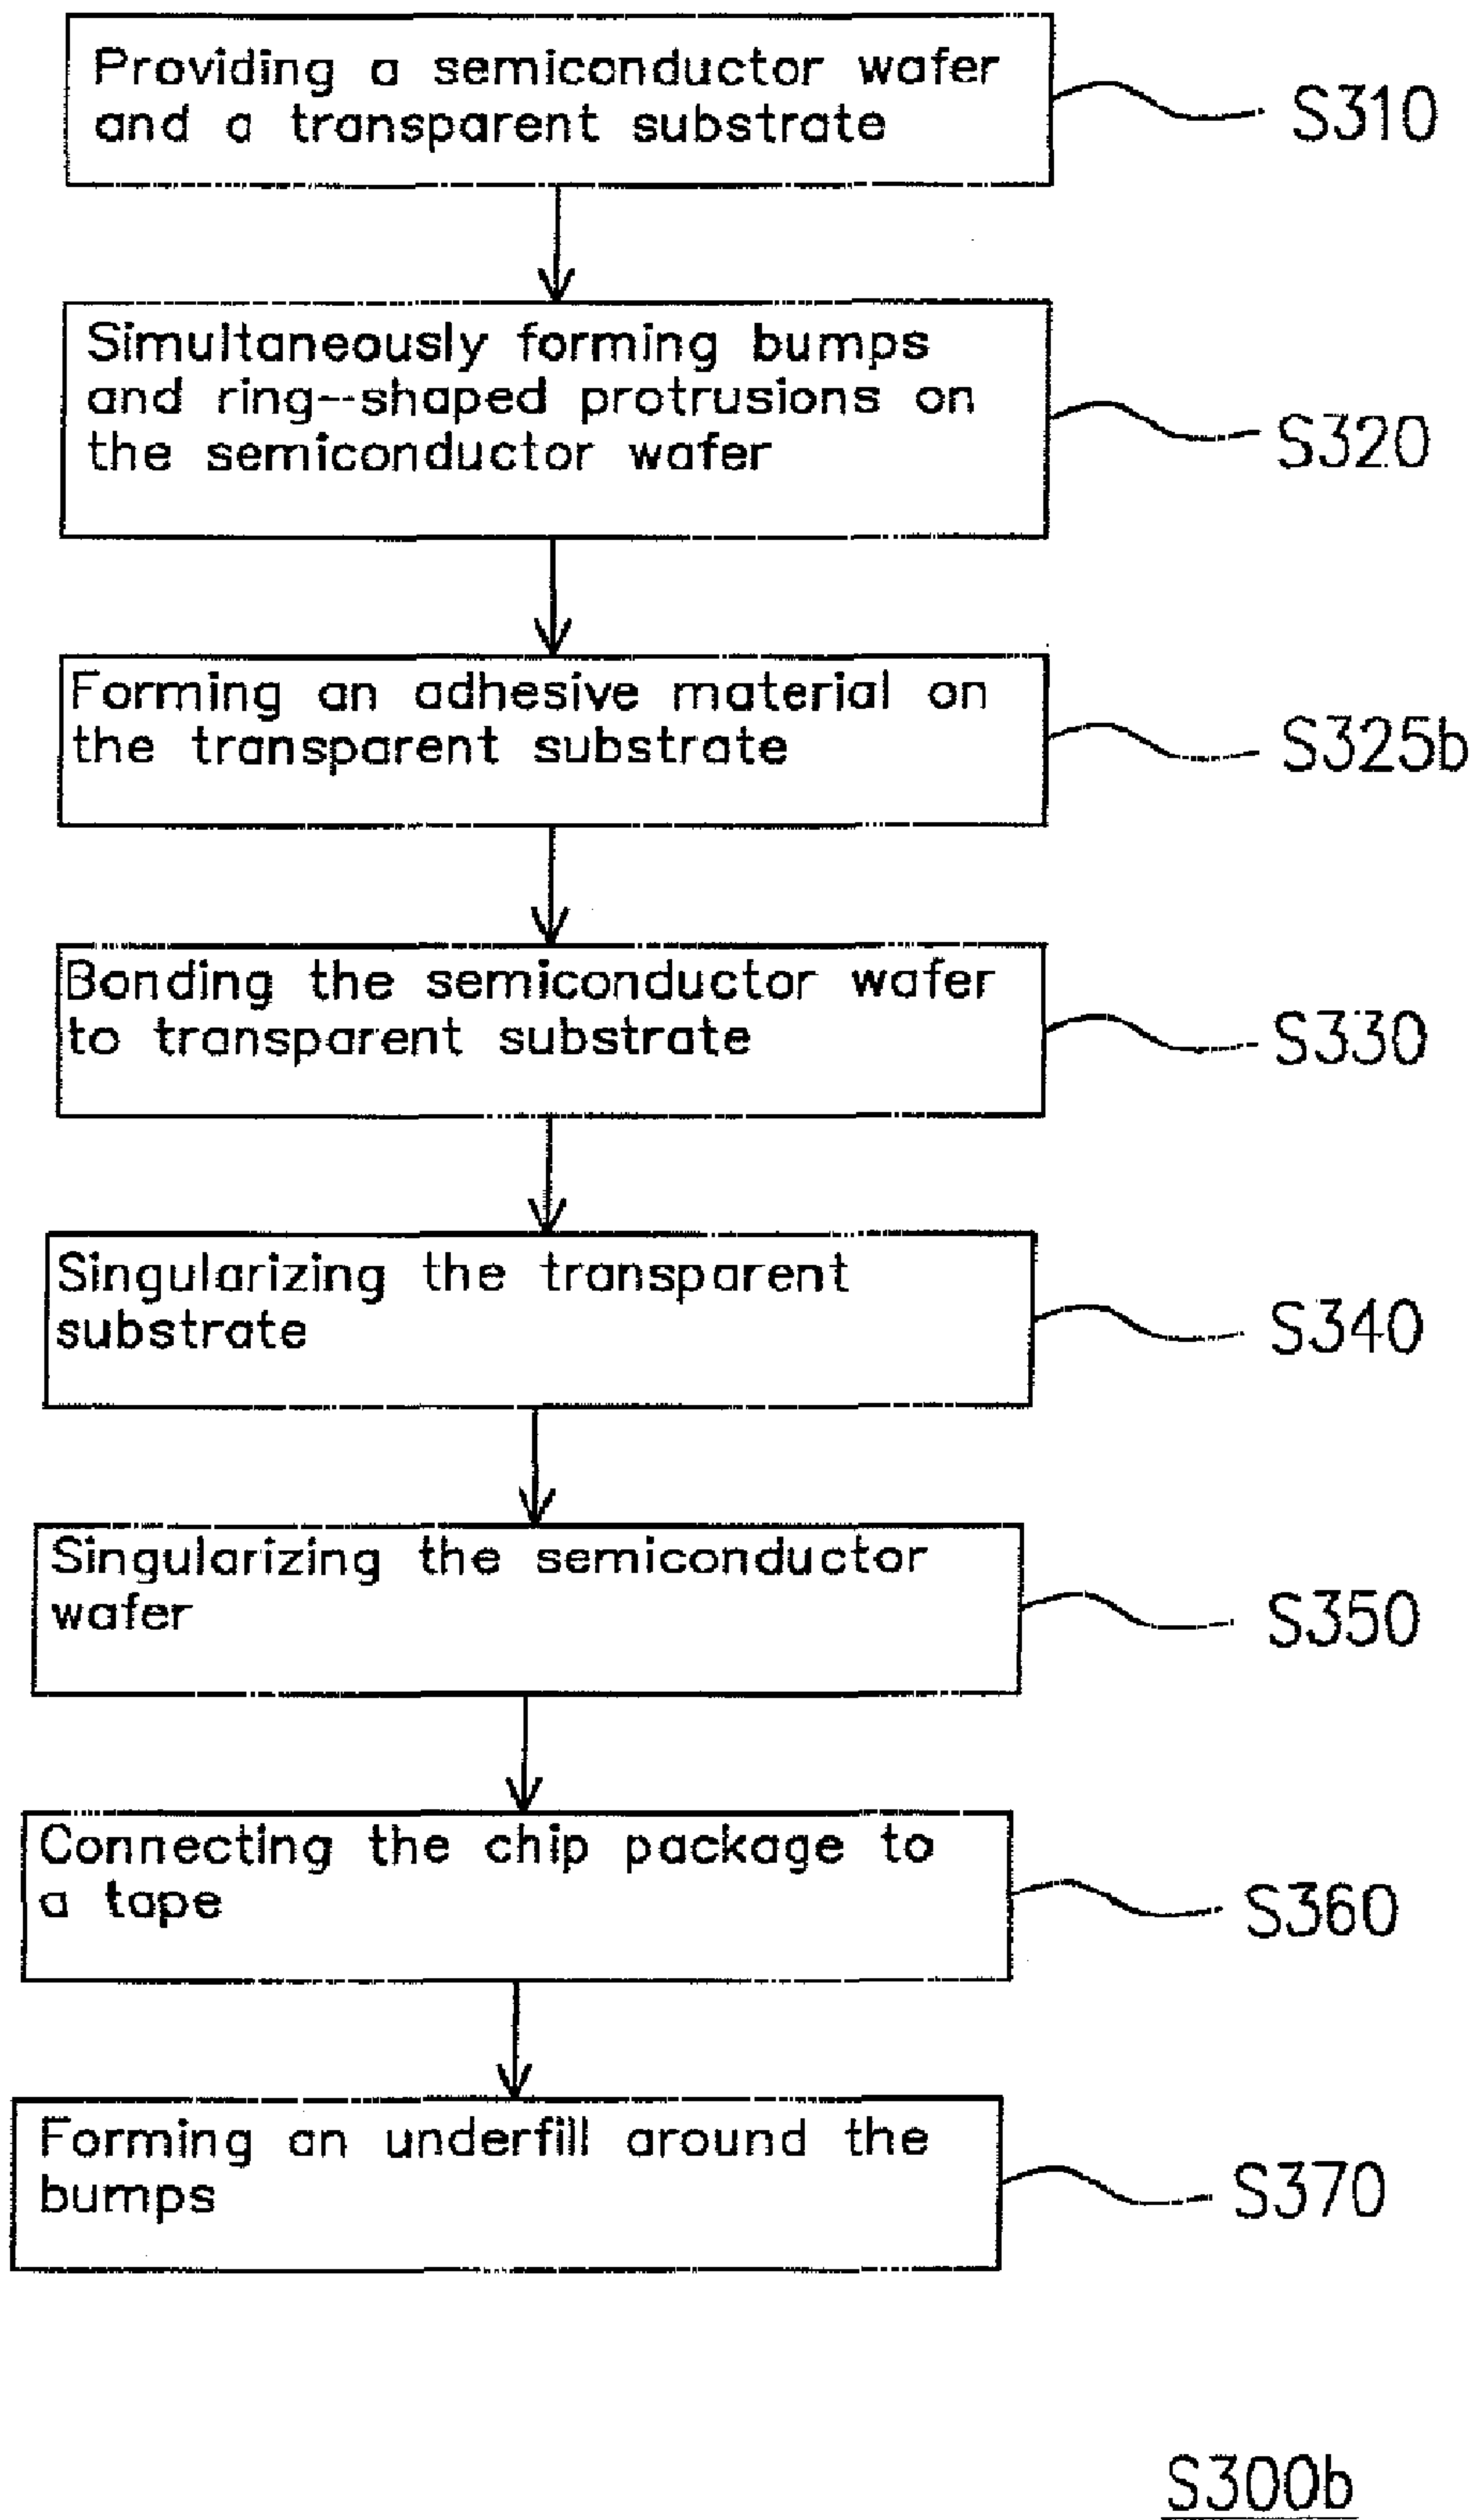 Providing a semiconductor wafer
and a transparent substrate
S310
Simultaneously forming bumps
and ring--shaped protrusions on
the semiconductor wafer
S320
Forming an adhesive material on
the transparent substrate
S325b
Bonding the semiconductor wafer
to transparent substrate
S330
Singularizing the transparent
substrate
S340
Singularizing the semiconductor
wafer
S350
Connecting the chip package to
a tape
S360
Forming an underfill around the
bumps
S370
S300b